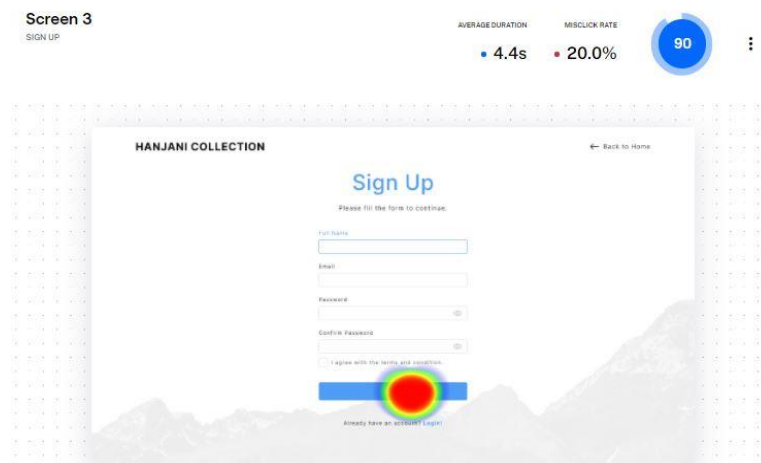 Screen 3
SIGN UP
AVERAGE DURATION
4.4s
MISCLICK RATE
20.0%
90
HANJANI COLLECTION
← Back to Home
Sign Up
Please fill the form to continue.
Full Name
Email
Password
Confirm Password
I agree with the terms and condition.
Already have an account? Login!